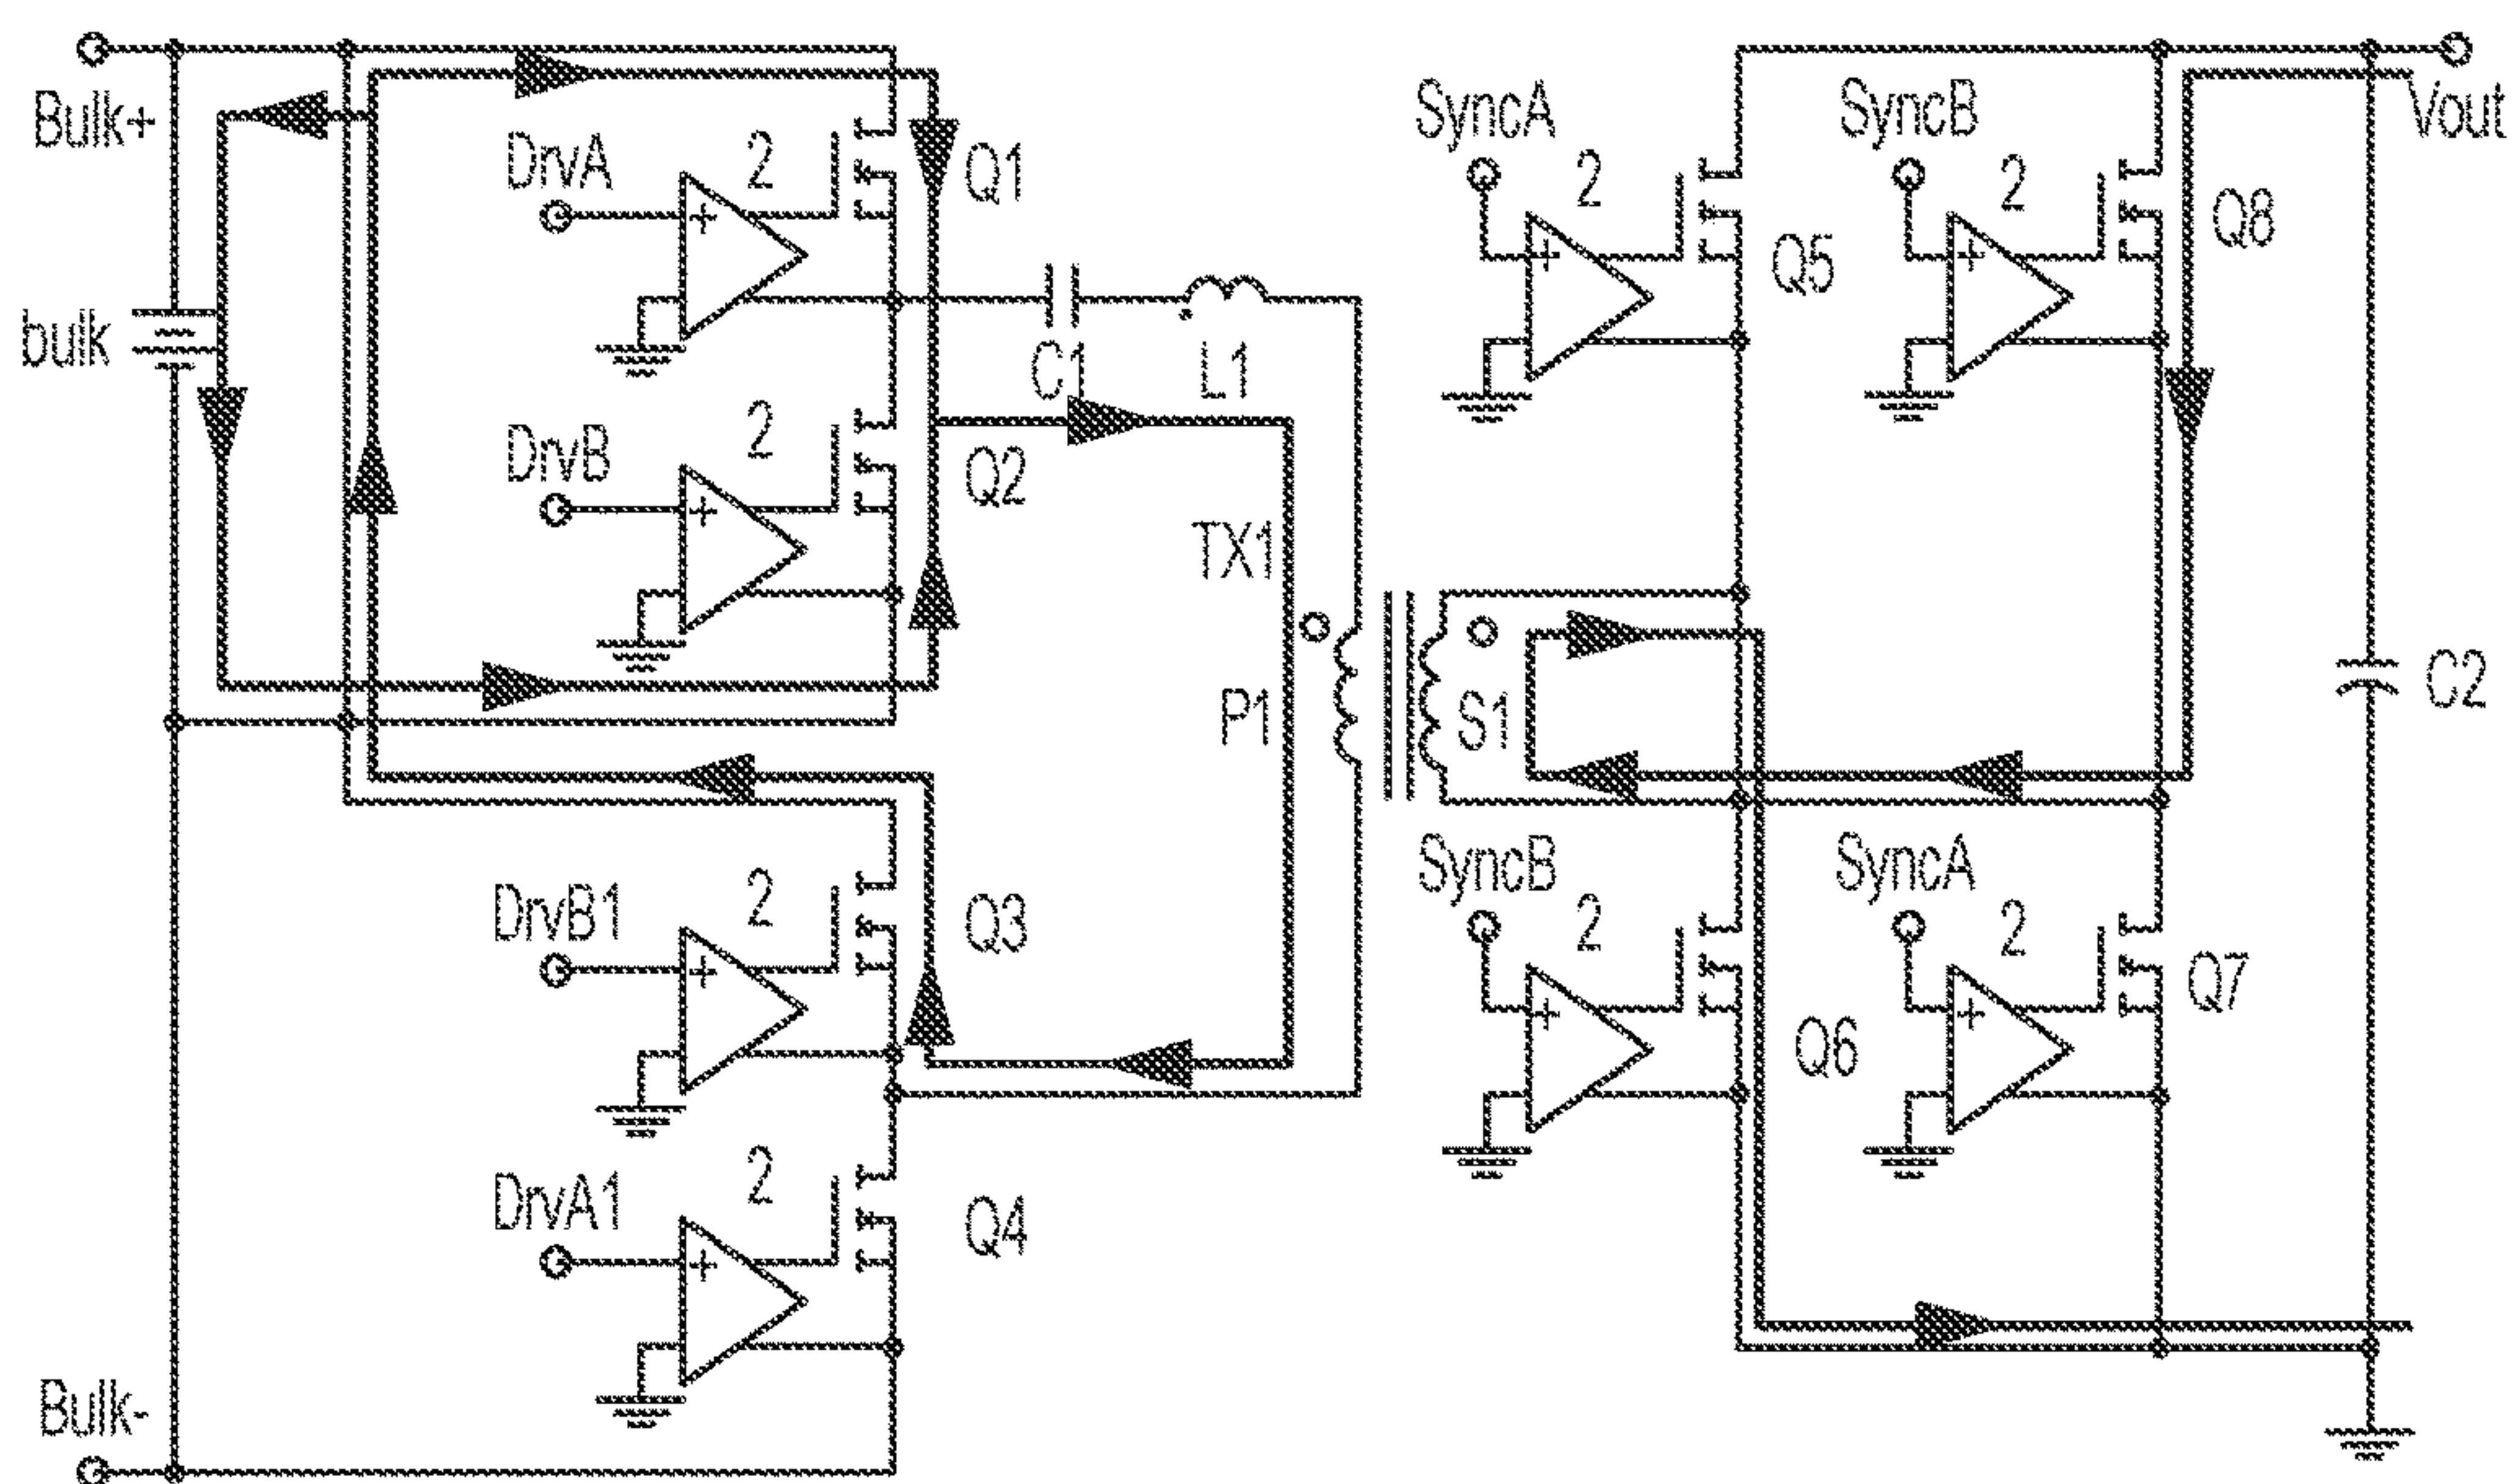 Bulk+
DrvA
2
Q1
SyncA
2
Q5
SyncB
2
Q8
Vout
bulk
C1
L1
DrvB
2
Q2
TX1
P1
S1
C2
DrvB1
2
Q3
SyncB
2
Q6
SyncA
2
Q7
DrvA1
2
Q4
Bulk-